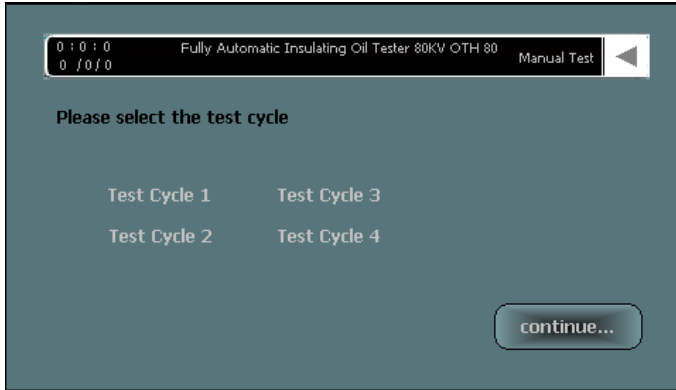 0 : 0 : 0
Fully Automatic Insulating Oil Tester 80KV OTH 80
0 /0/ 0
Manual Test
Please select the test cycle
Test Cycle 1
Test Cycle 3
Test Cycle 2
Test Cycle 4
continue...